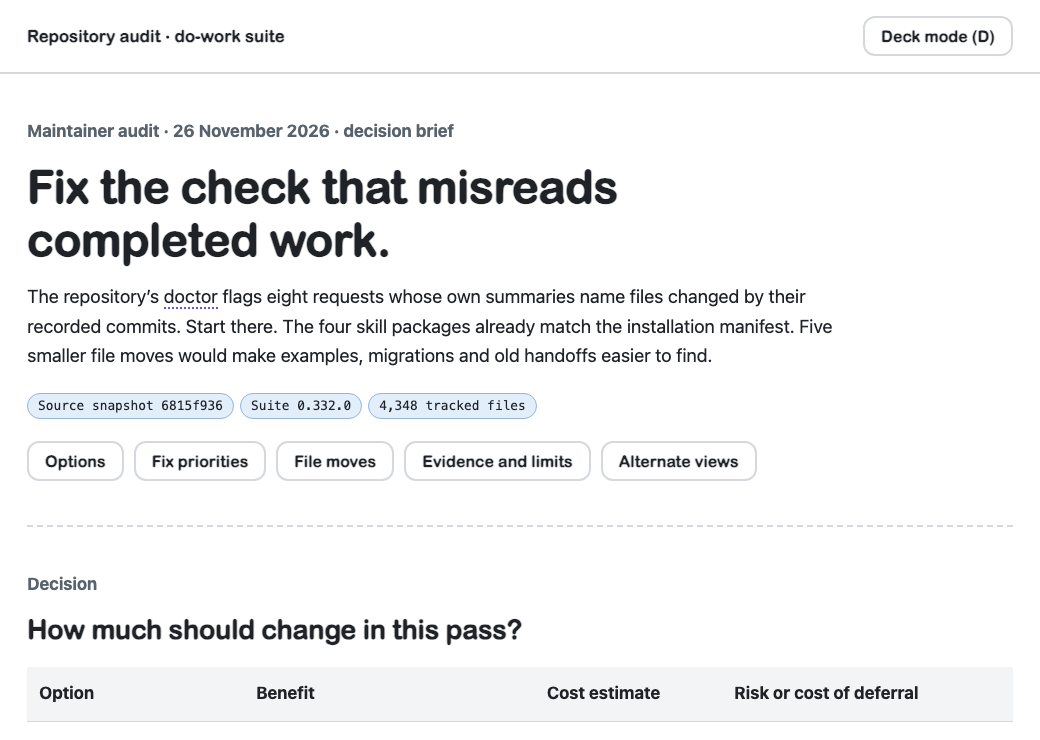 Repository audit · do-work suite
Deck mode (D)
Maintainer audit · 26 November 2026 · decision brief
Fix the check that misreads
completed work.
The repository’s doctor flags eight requests whose own summaries name files changed by their
recorded commits. Start there. The four skill packages already match the installation manifest. Five
smaller file moves would make examples, migrations and old handoffs easier to find.
Source snapshot 6815f936
Suite 0.332.0
4,348 tracked files
Options
Fix priorities
File moves
Evidence and limits
Alternate views
Decision
How much should change in this pass?
Option
Benefit
Cost estimate
Risk or cost of deferral